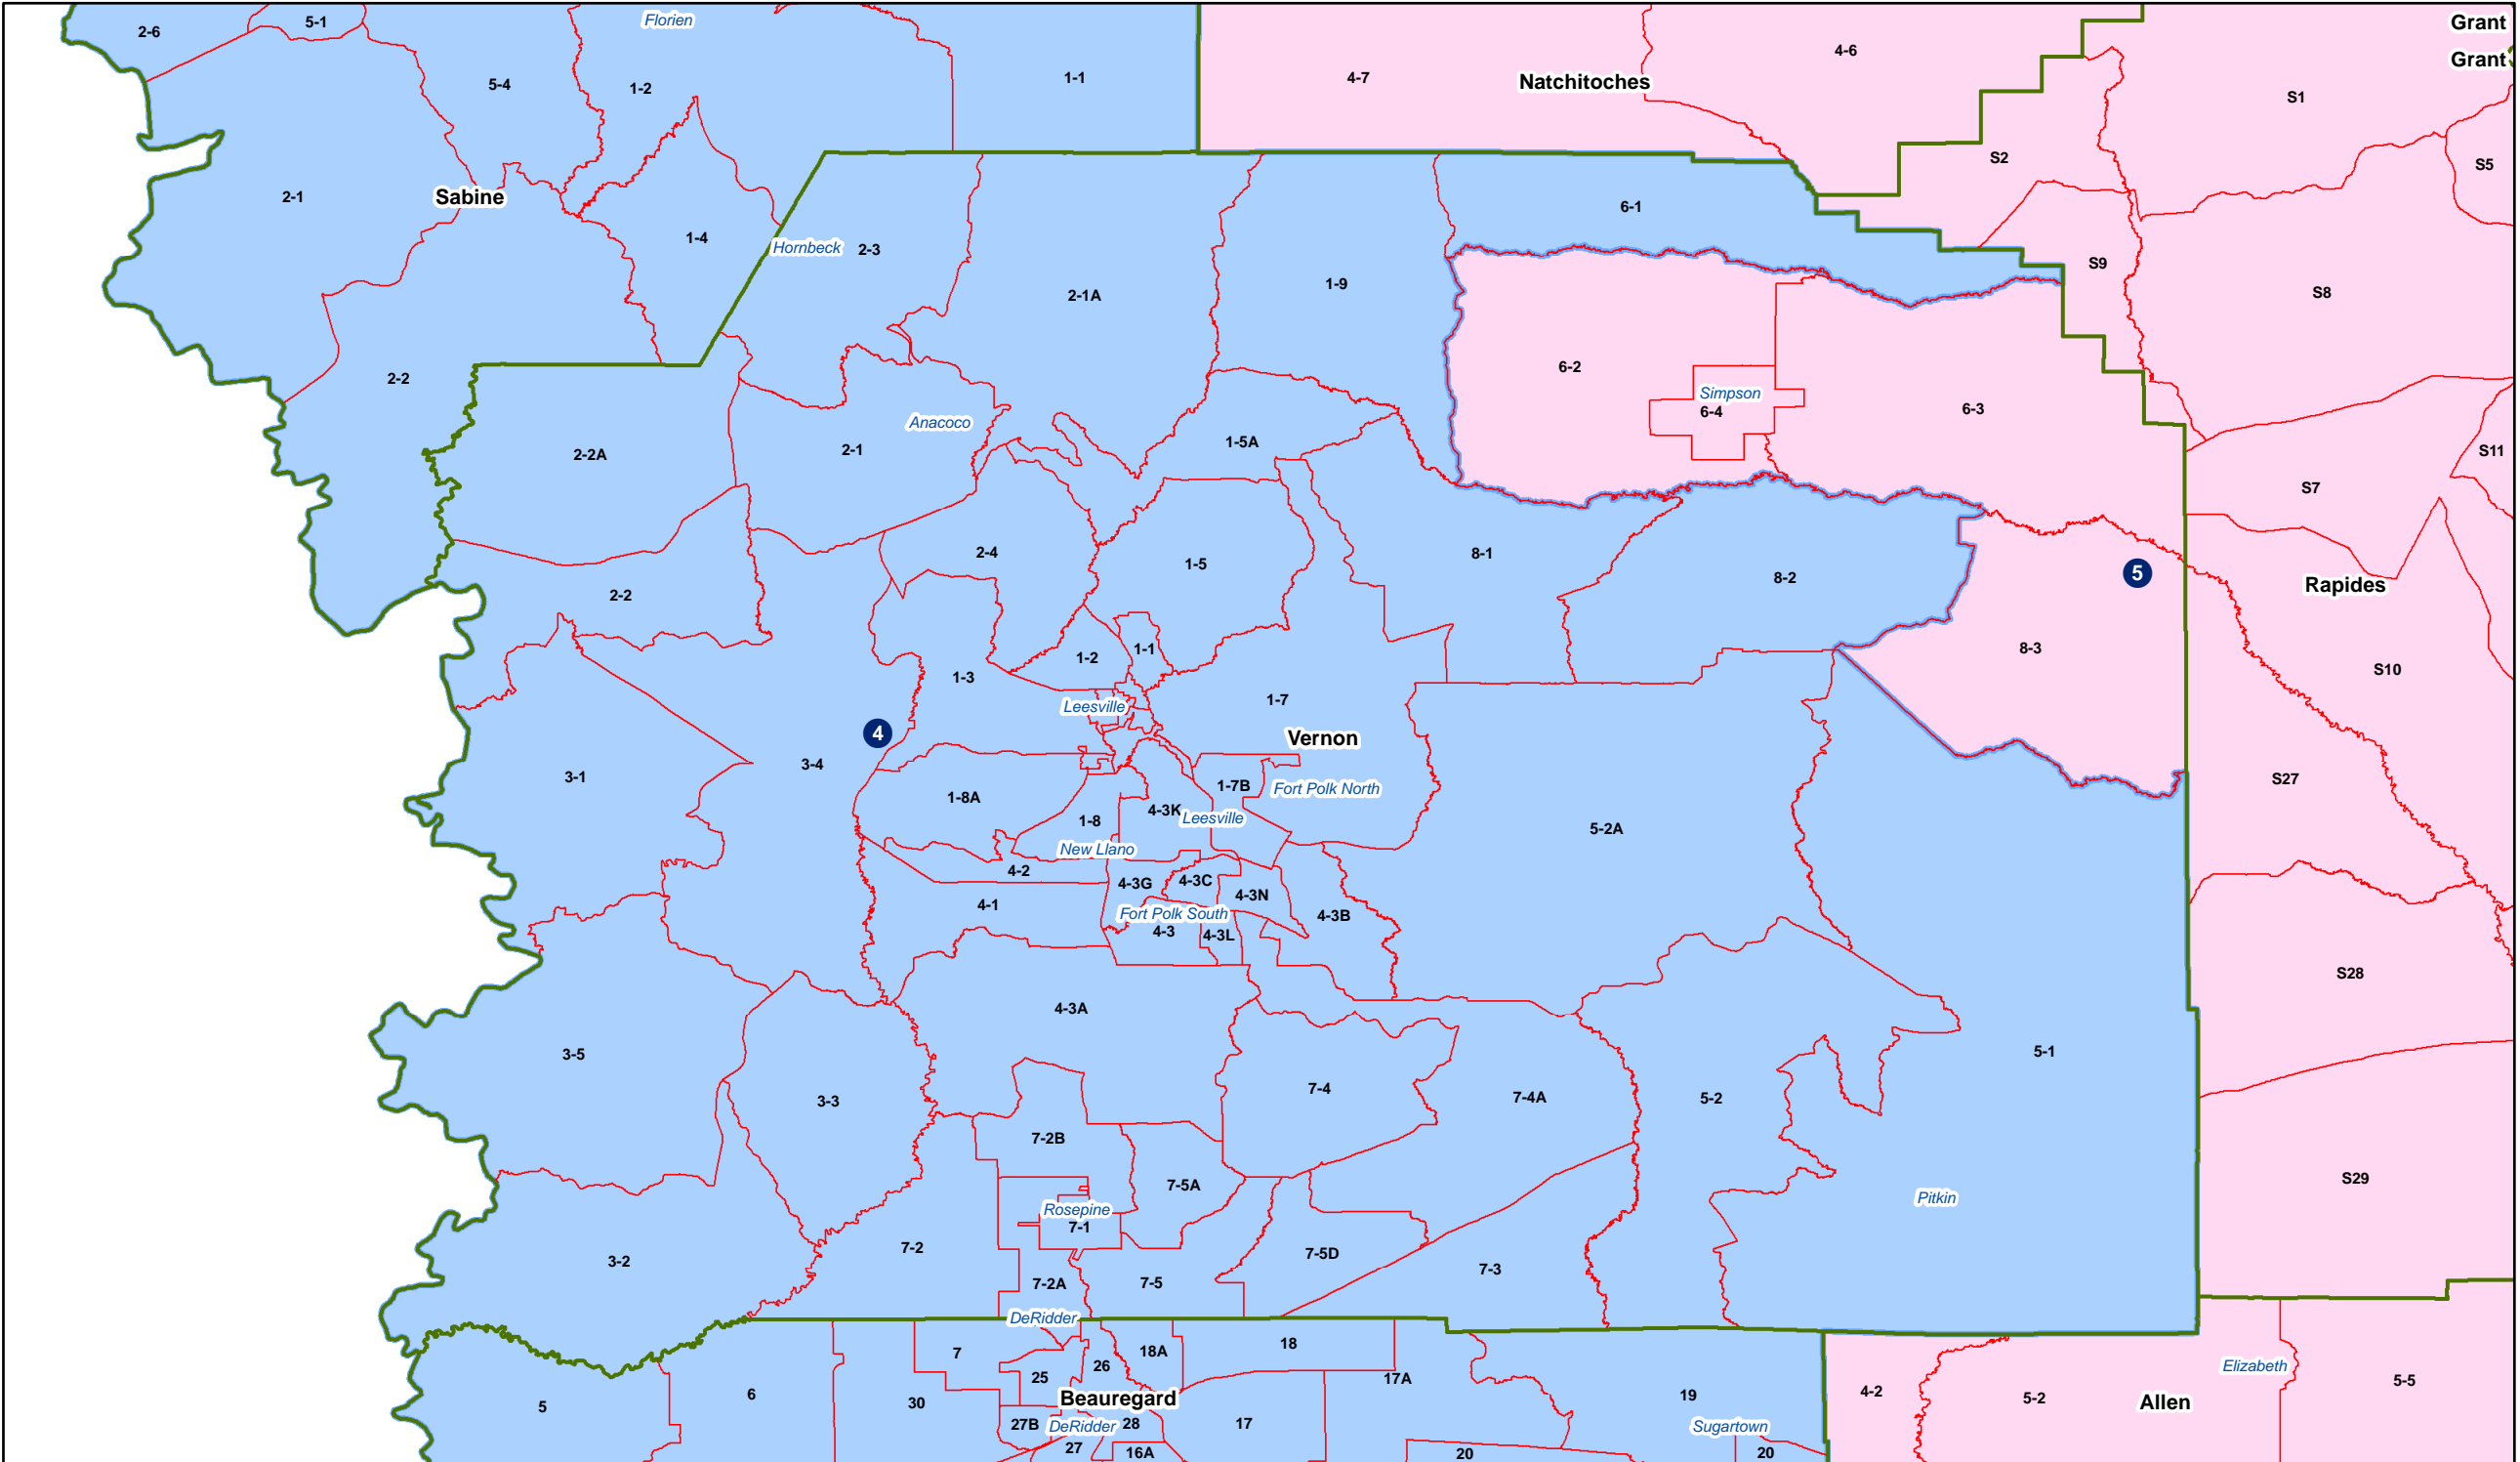 Grant
Florien
5-1
2-6
4-6
Grant
1-1
4-7
Natchitoches
5-4
1-2
S1
S2
S5
2-1
Sabine
6-1
1-4
Hornbeck
2-3
S9
1-9
2-1A
S8
6-2
2-2
Simpson
6-4
6-3
Anacoco
1-5A
2-1
S11
2-2A
S7
2-4
8-1
1-5
5
8-2
Rapides
2-2
8-3
1-1
1-2
S10
1-3
1-7
Leesville
4
Vernon
3-4
3-1
S27
1-7B
Fort Polk North
1-8A
4-3K
Leesville
1-8
5-2A
New Llano
4-2
4-3C
4-3G
4-3N
4-1
Fort Polk South
4-3B
4-3
4-3L
S28
4-3A
5-1
3-5
7-4
7-4A
5-2
3-3
7-2B
S29
7-5A
Pitkin
Rosepine
7-1
7-2
7-5D
3-2
7-3
7-2A
7-5
DeRidder
18
18A
7
26
Elizabeth
25
17A
5-5
4-2
6
19
5-2
Beauregard
Allen
30
5
27B
DeRidder
28
17
Sugartown
27
16A
20
20